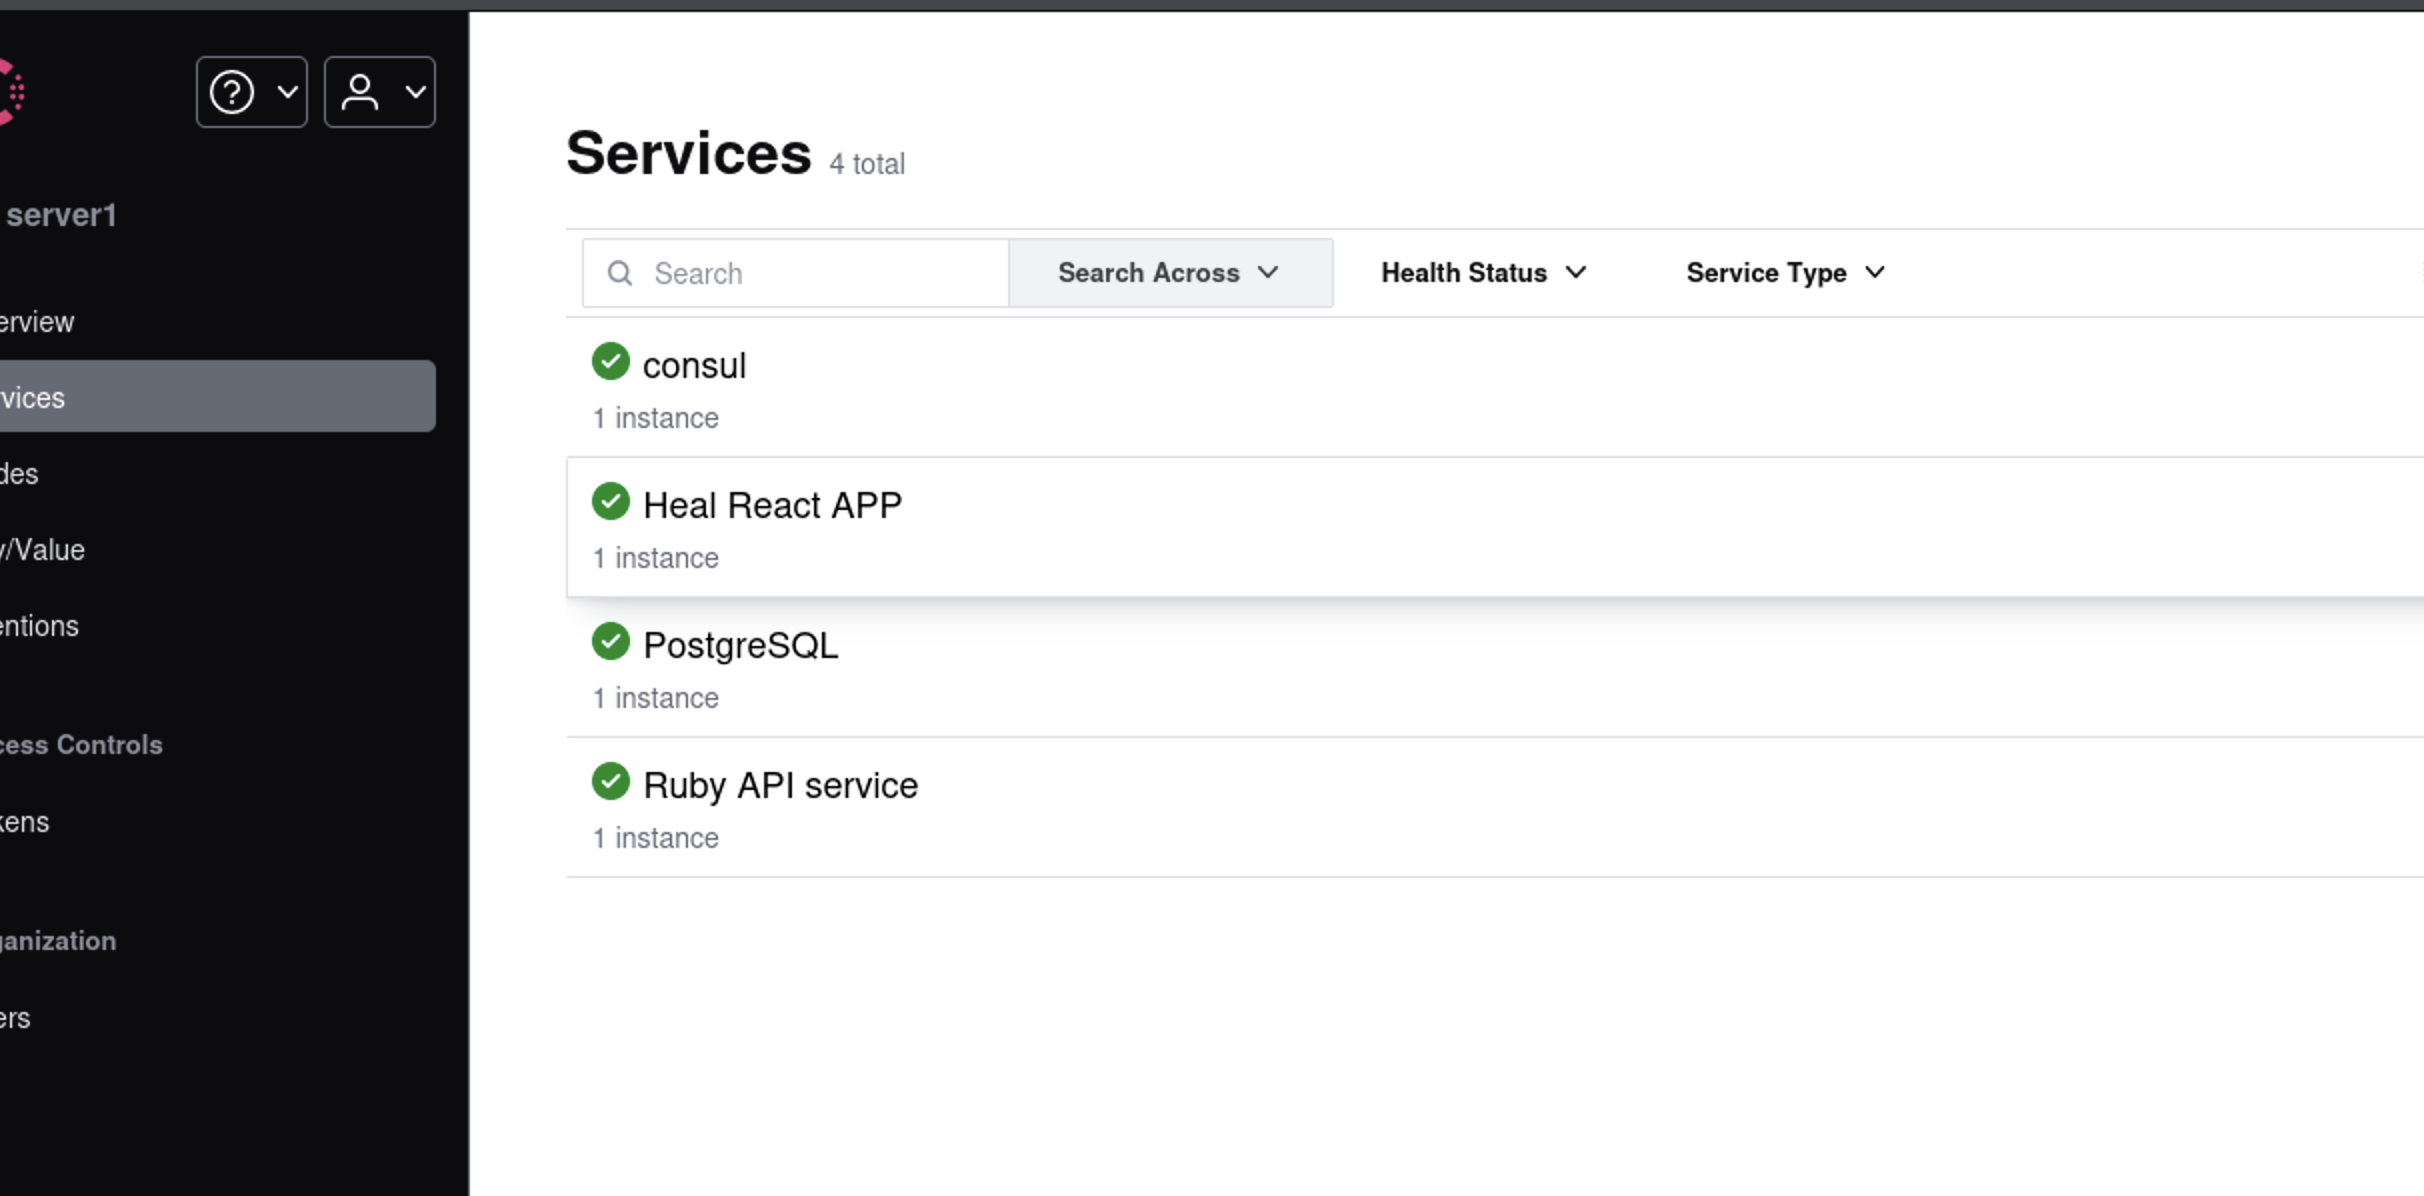 server1
erview
vices
des
y/Value
entions
cess Controls
kens
ganization
ers
Services 4 total
Search Search Across Health Status Service Type
consul
1 instance
Heal React APP
1 instance
PostgreSQL
1 instance
Ruby API service
1 instance